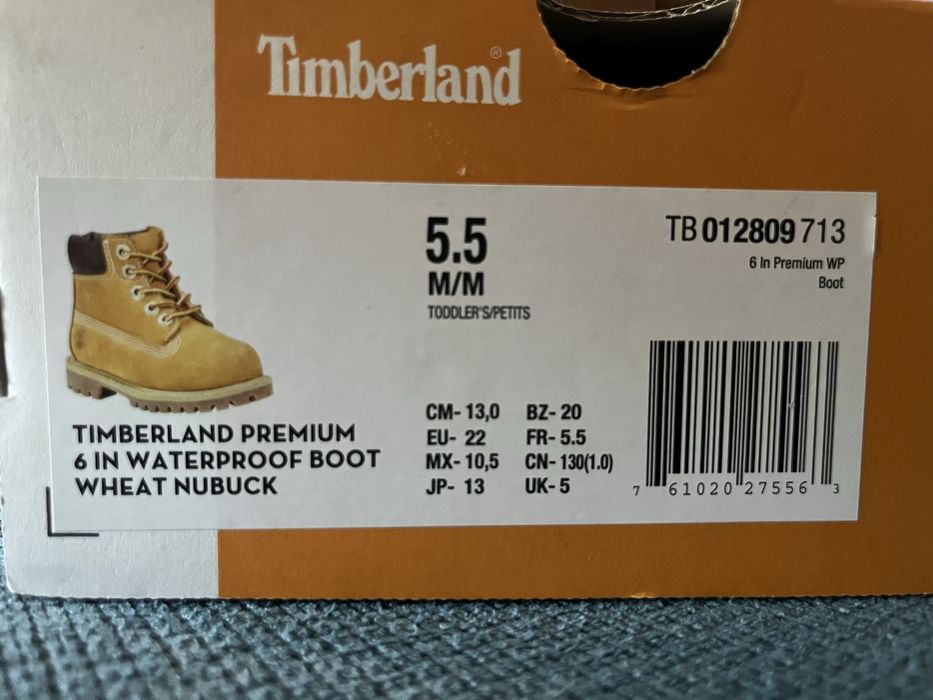 Timberland®
5.5
M/M
TODDLER'S/PETITS
TB 012809 713
6 In Premium WP
Boot
TIMBERLAND PREMIUM
6 IN WATERPROOF BOOT
WHEAT NUBUCK
CM- 13,0 BZ- 20
EU- 22 FR- 5.5
MX- 10,5 CN- 130(1.0)
JP- 13 UK- 5
7 61020 27556 3